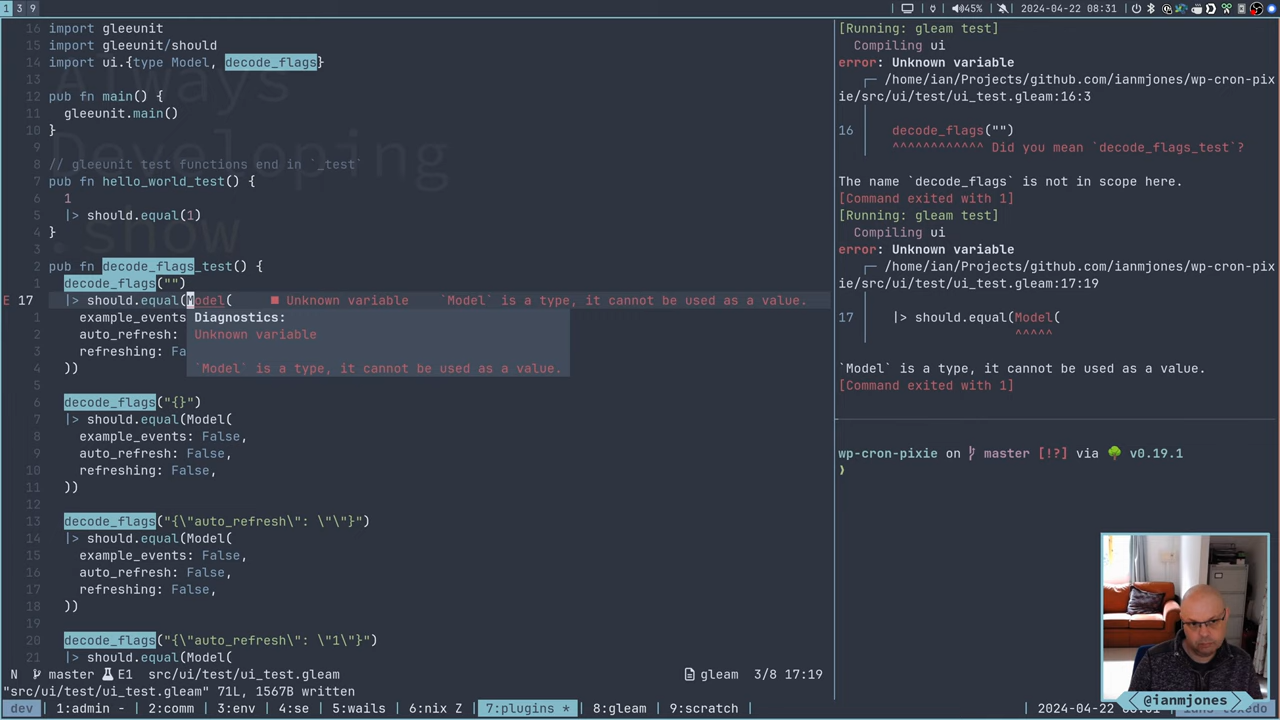 1 3 9
45% 2024-04-22 08:31
16 import gleeunit
15 import gleeunit/should
14 import ui.{type Model, decode_flags}
13
12 pub fn main() {
11   gleeunit.main()
10 }
9
8 // gleeunit test functions end in `_test`
7 pub fn hello_world_test() {
6   1
5   |> should.equal(1)
4 }
3
2 pub fn decode_flags_test() {
1   decode_flags("")
E 17   |> should.equal(Model(     ■ Unknown variable    `Model` is a type, it cannot be used as a value.
1     example_events Diagnostics:
2     auto_refresh: Unknown variable
3     refreshing: Fa
4   )) `Model` is a type, it cannot be used as a value.
5
6   decode_flags("{}")
7   |> should.equal(Model(
8     example_events: False,
9     auto_refresh: False,
10     refreshing: False,
11   ))
12
13   decode_flags("{\"auto_refresh\": \"\"}")
14   |> should.equal(Model(
15     example_events: False,
16     auto_refresh: False,
17     refreshing: False,
18   ))
19
20   decode_flags("{\"auto_refresh\": \"1\"}")
21   |> should.equal(Model(
Always
Developing
.show
N master E1 src/ui/test/ui_test.gleam gleam 3/8 17:19
"src/ui/test/ui_test.gleam" 71L, 1567B written
[Running: gleam test]
Compiling ui
error: Unknown variable
/home/ian/Projects/github.com/ianmjones/wp-cron-pix
ie/src/ui/test/ui_test.gleam:16:3
16 decode_flags("")
^^^^^^^^^^^^ Did you mean `decode_flags_test`?
The name `decode_flags` is not in scope here.
[Command exited with 1]
[Running: gleam test]
Compiling ui
error: Unknown variable
/home/ian/Projects/github.com/ianmjones/wp-cron-pix
ie/src/ui/test/ui_test.gleam:17:19
17 |> should.equal(Model(
^^^^^
`Model` is a type, it cannot be used as a value.
[Command exited with 1]
wp-cron-pixie on master [!?] via v0.19.1
❯
@ianmjones
dev 1:admin - 2:comm 3:env 4:se 5:wails 6:nix Z 7:plugins * 8:gleam 9:scratch